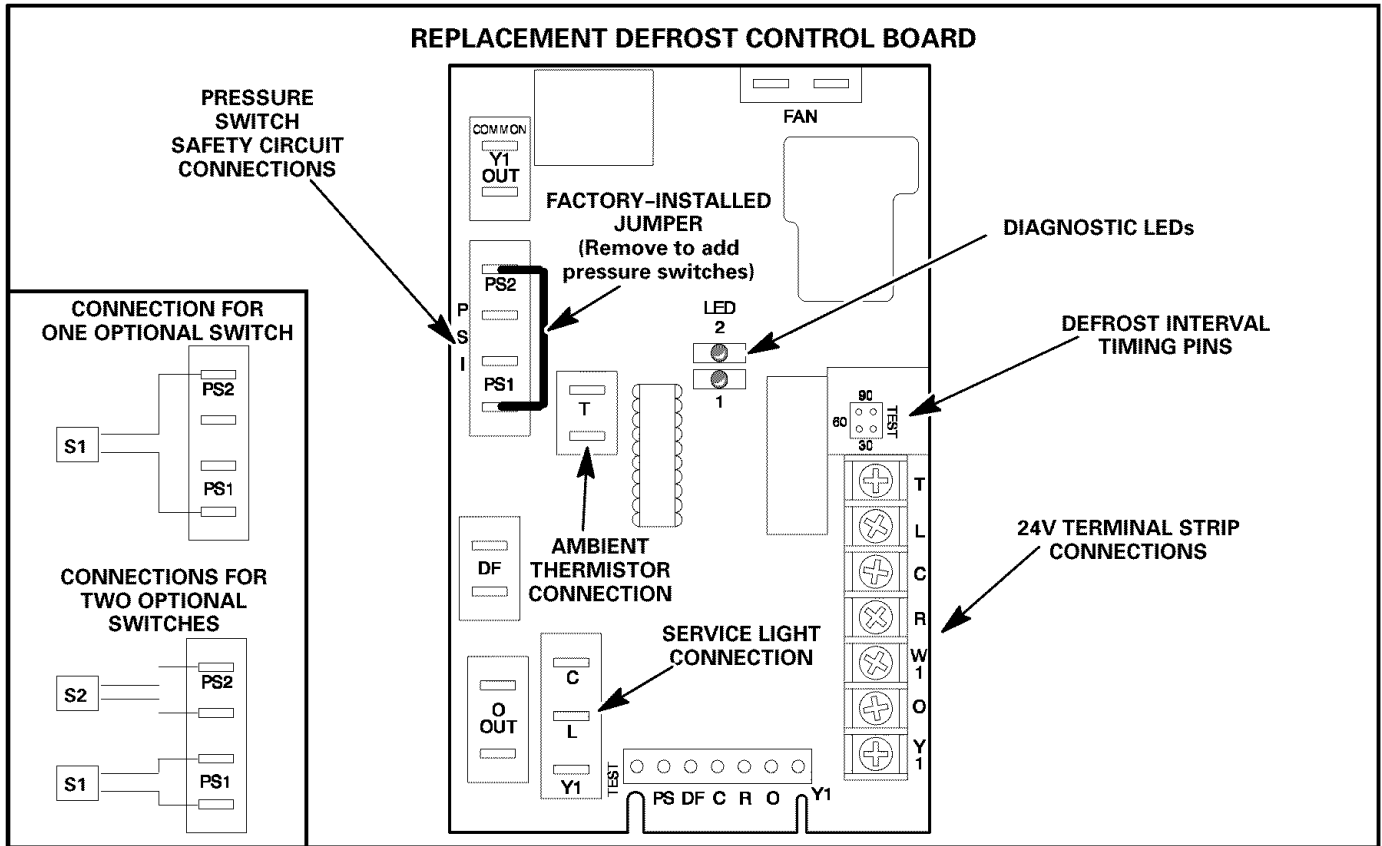 REPLACEMENT DEFROST CONTROL BOARD
PRESSURE
SWITCH
SAFETY CIRCUIT
CONNECTIONS
COMMON
Y1
OUT
FAN
FACTORY-INSTALLED
JUMPER
(Remove to add
pressure switches)
DIAGNOSTIC LEDs
P
S
I
PS2
PS1
LED
2
1
DEFROST INTERVAL
TIMING PINS
90
60
30
TEST
T
AMBIENT
THERMISTOR
CONNECTION
DF
24V TERMINAL STRIP
CONNECTIONS
T
L
C
R
W
1
O
Y
1
SERVICE LIGHT
CONNECTION
O
OUT
C
L
Y1
TEST
PS DF C R O Y1
CONNECTION FOR
ONE OPTIONAL SWITCH
PS2
S1
PS1
CONNECTIONS FOR
TWO OPTIONAL
SWITCHES
PS2
S2
S1
PS1